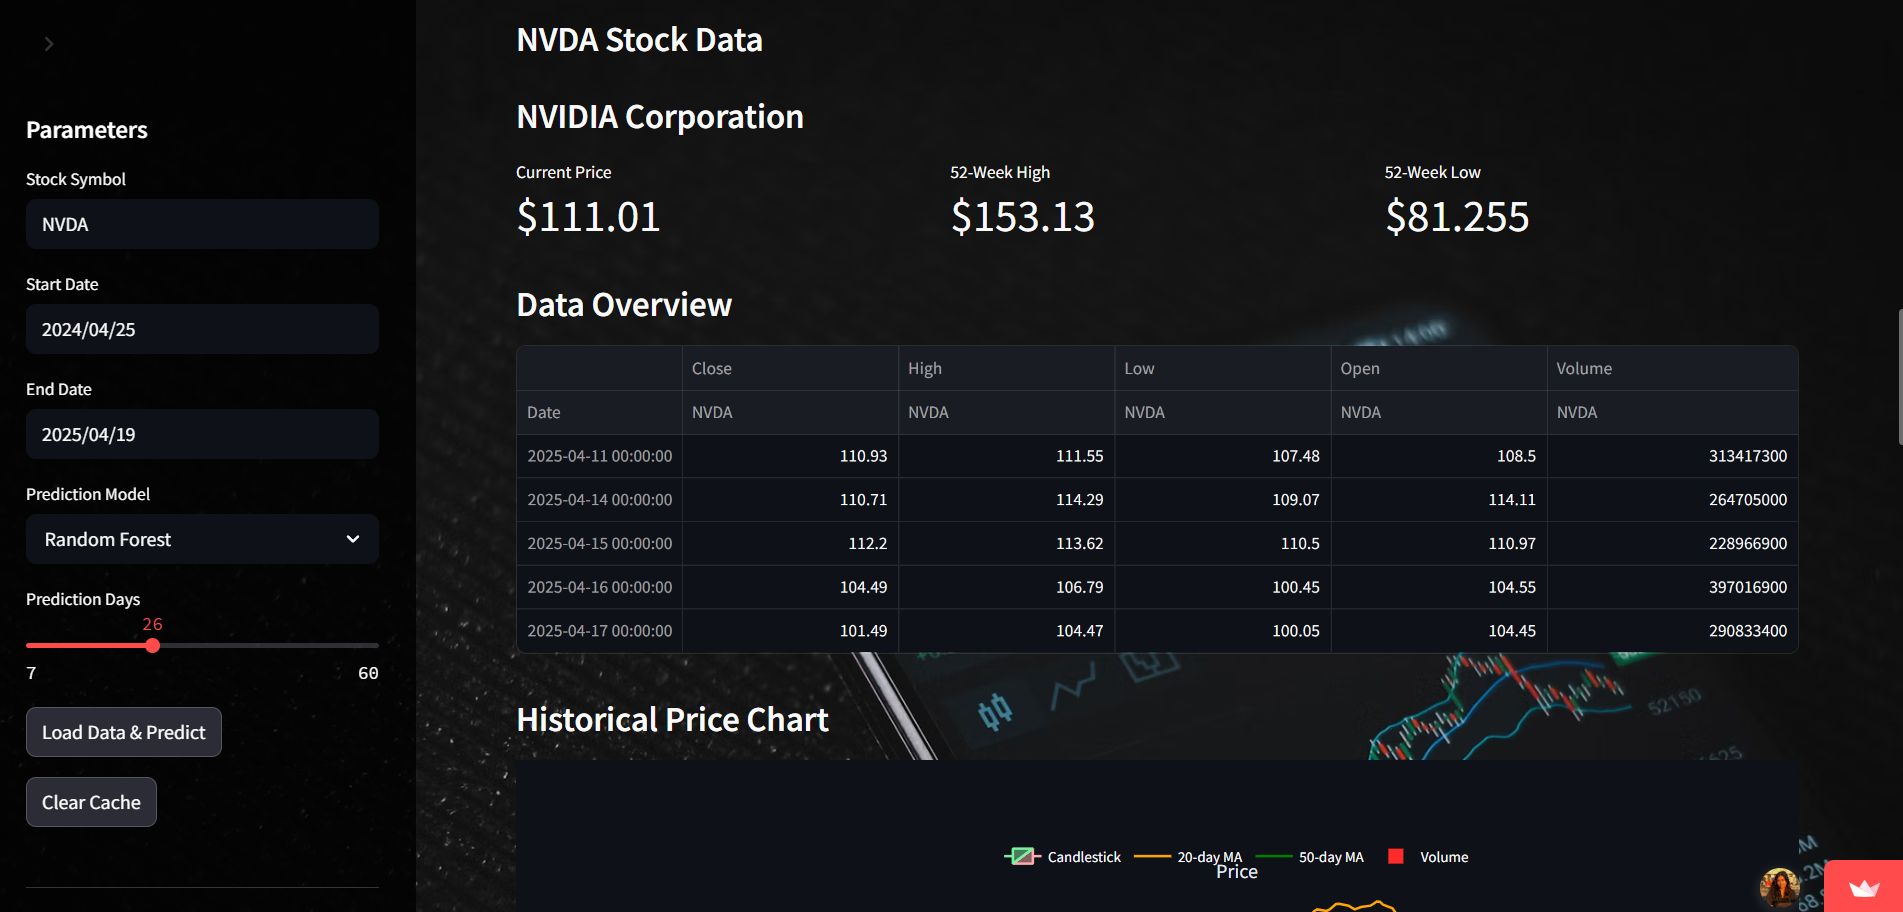 Parameters
Stock Symbol
NVDA
Start Date
2024/04/25
End Date
2025/04/19
Prediction Model
Random Forest
Prediction Days
26
7 60
Load Data & Predict
Clear Cache
NVDA Stock Data
NVIDIA Corporation
Current Price 52-Week High 52-Week Low
$111.01 $153.13 $81.255
Data Overview
Close High Low Open Volume
Date NVDA NVDA NVDA NVDA NVDA
2025-04-11 00:00:00 110.93 111.55 107.48 108.5 313417300
2025-04-14 00:00:00 110.71 114.29 109.07 114.11 264705000
2025-04-15 00:00:00 112.2 113.62 110.5 110.97 228966900
2025-04-16 00:00:00 104.49 106.79 100.45 104.55 397016900
2025-04-17 00:00:00 101.49 104.47 100.05 104.45 290833400
52150
Historical Price Chart
Candlestick 20-day MA 50-day MA Volume
Price